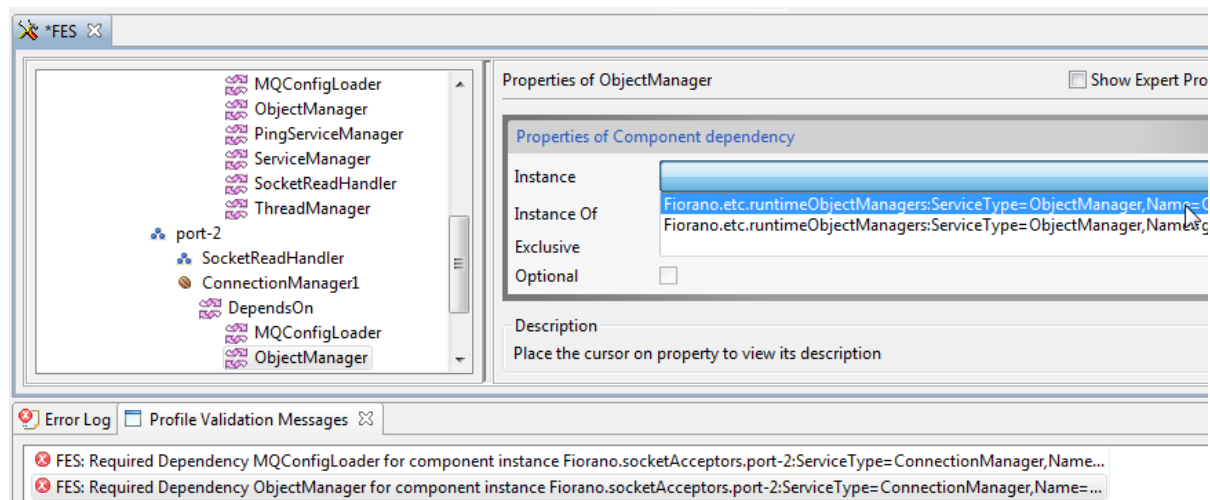 *FES
MQConfigLoader
ObjectManager
PingServiceManager
ServiceManager
SocketReadHandler
ThreadManager
port-2
SocketReadHandler
ConnectionManager1
DependsOn
MQConfigLoader
ObjectManager
Properties of ObjectManager
Show Expert Pro
Properties of Component dependency
Instance
Fiorano.etc.runtimeObjectManagers:ServiceType=ObjectManager,Name=
Instance Of
Fiorano.etc.runtimeObjectManagers:ServiceType=ObjectManager,Name=g
Exclusive
Optional
Description
Place the cursor on property to view its description
Error Log
Profile Validation Messages
FES: Required Dependency MQConfigLoader for component instance Fiorano.socketAcceptors.port-2:ServiceType=ConnectionManager,Name...
FES: Required Dependency ObjectManager for component instance Fiorano.socketAcceptors.port-2:ServiceType=ConnectionManager,Name=...